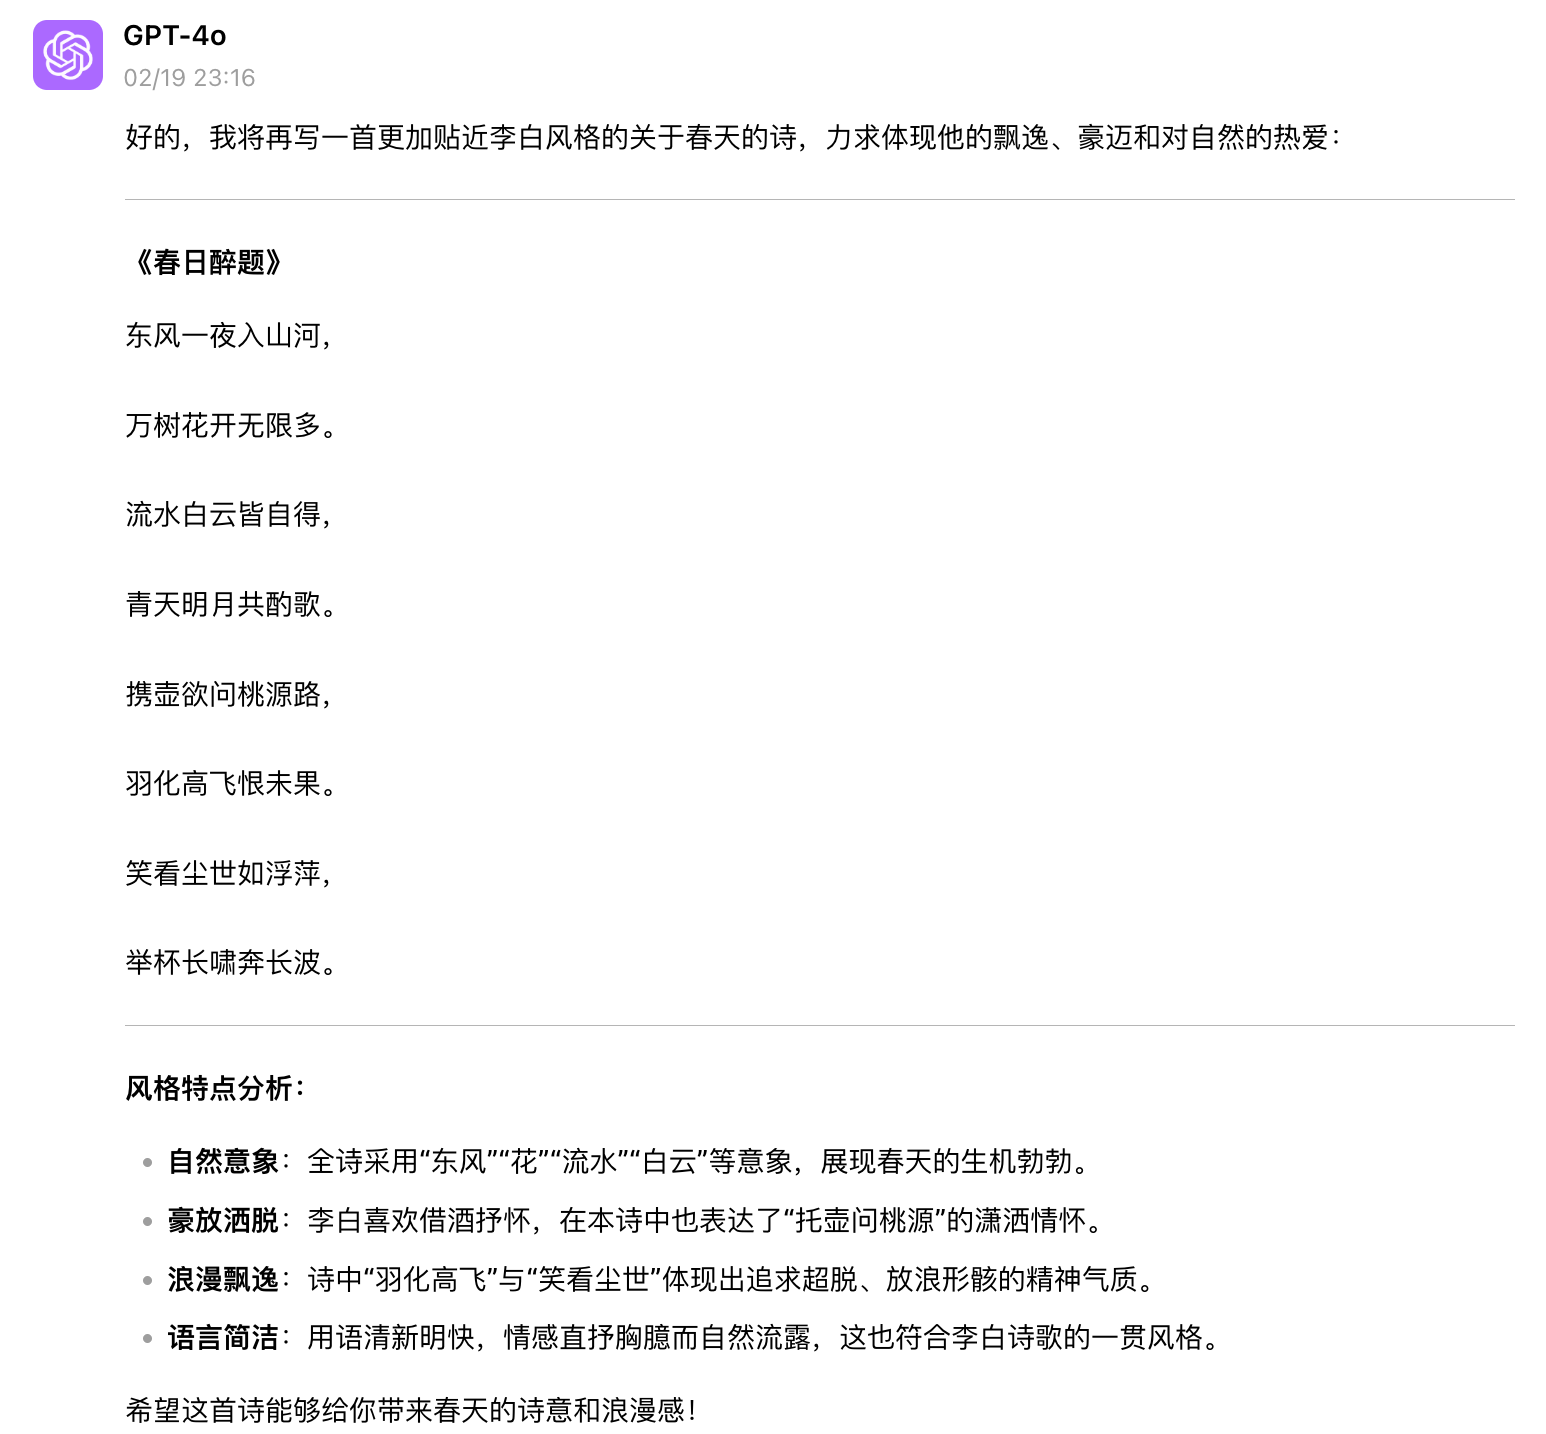 GPT-4o
02/19 23:16
好的，我将再写一首更加贴近李白风格的关于春天的诗，力求体现他的飘逸、豪迈和对自然的热爱：
《春日醉题》
东风一夜入山河，
万树花开无限多。
流水白云皆自得，
青天明月共酌歌。
携壶欲问桃源路，
羽化高飞恨未果。
笑看尘世如浮萍，
举杯长啸奔长波。
风格特点分析：
• 自然意象：全诗采用“东风”“花”“流水”“白云”等意象，展现春天的生机勃勃。
• 豪放洒脱：李白喜欢借酒抒怀，在本诗中也表达了“托壶问桃源”的潇洒情怀。
• 浪漫飘逸：诗中“羽化高飞”与“笑看尘世”体现出追求超脱、放浪形骸的精神气质。
• 语言简洁：用语清新明快，情感直抒胸臆而自然流露，这也符合李白诗歌的一贯风格。
希望这首诗能够给你带来春天的诗意和浪漫感！